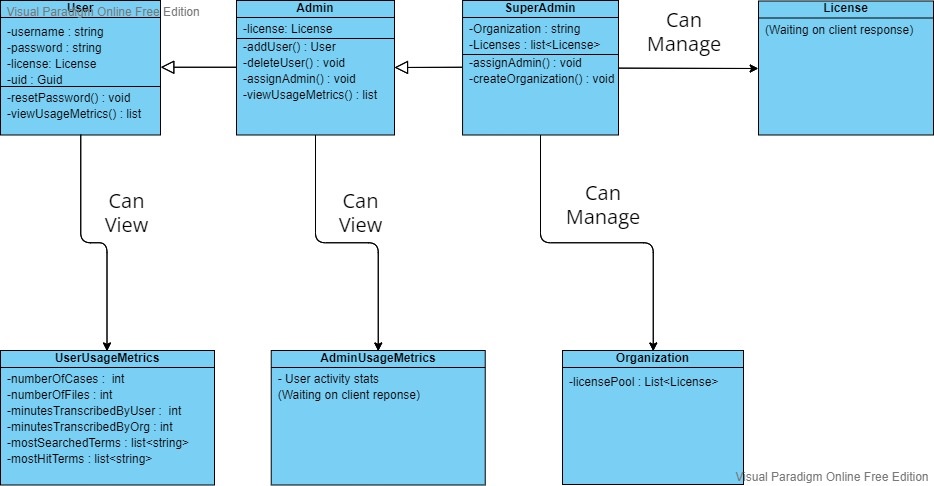 Visual Paradigm Online Free Edition
User
-username : string
-password : string
-license: License
-uid : Guid
-resetPassword() : void
-viewUsageMetrics() : list
Admin
-license: License
-addUser() : User
-deleteUser() : void
-assignAdmin() : void
-viewUsageMetrics() : list
SuperAdmin
-Organization : string
-Licenses : list<License>
-assignAdmin() : void
-createOrganization() : void
Can
Manage
License
(Waiting on client response)
Can
View
Can
View
Can
Manage
UserUsageMetrics
-numberOfCases : int
-numberOfFiles : int
-minutesTranscribedByUser : int
-minutesTranscribedByOrg : int
-mostSearchedTerms : list<string>
-mostHitTerms : list<string>
AdminUsageMetrics
- User activity stats
(Waiting on client reponse)
Organization
-licensePool : List<License>
Visual Paradigm Online Free Edition